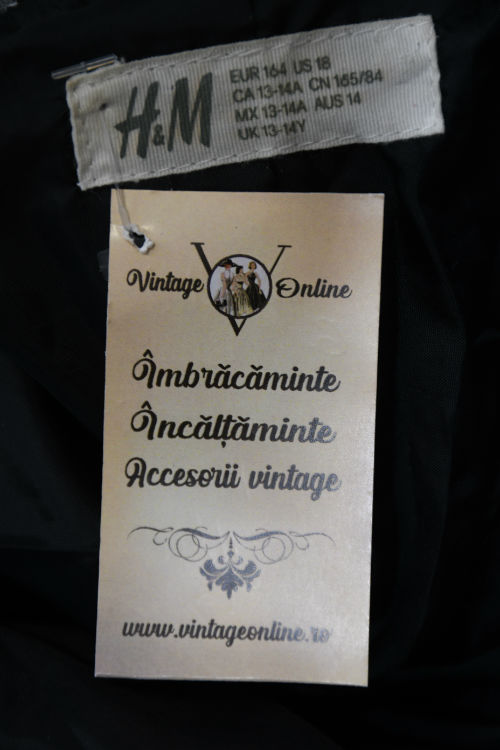 H&M
EUR 164 US 18
CA 13-14A CN 165/84
MX 13-14A AUS 14
UK 13-14Y
V
Vintage Online
Îmbrăcăminte
Încălțăminte
Accesorii vintage
www.vintageonline.ro